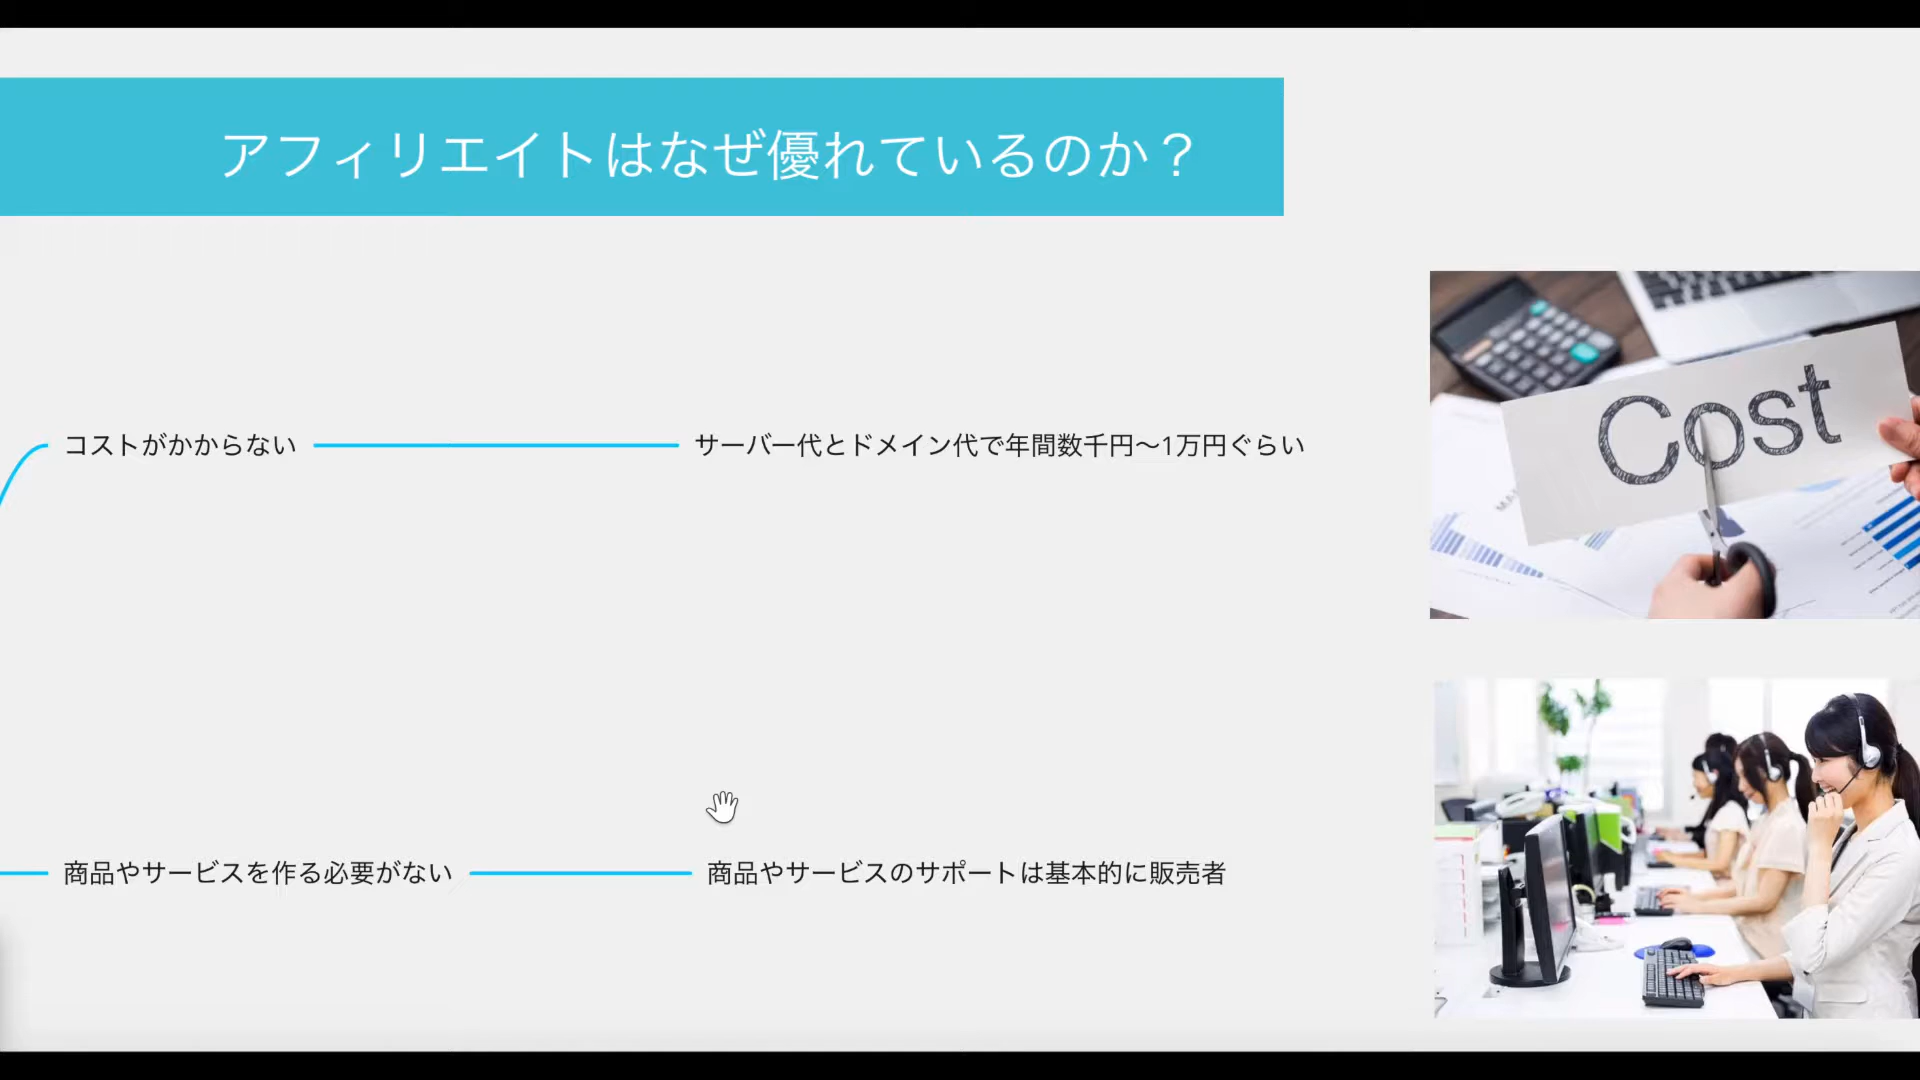 アフィリエイトはなぜ優れているのか？
コストがかからない
サーバー代とドメイン代で年間数千円〜1万円ぐらい
Cost
商品やサービスを作る必要がない
商品やサービスのサポートは基本的に販売者